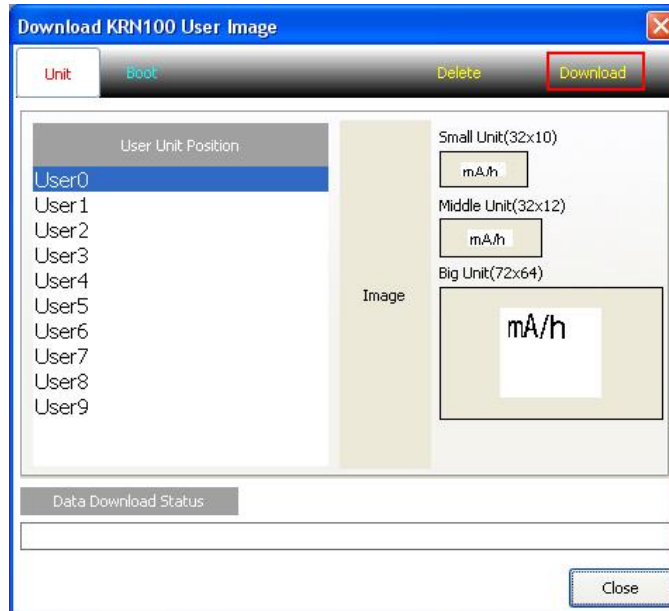 Download KRN100 User Image
Unit Boot Delete Download
User Unit Position
User0
User1
User2
User3
User4
User5
User6
User7
User8
User9
Image
Small Unit(32x10)
mA/h
Middle Unit(32x12)
mA/h
Big Unit(72x64)
mA/h
Data Download Status
Close